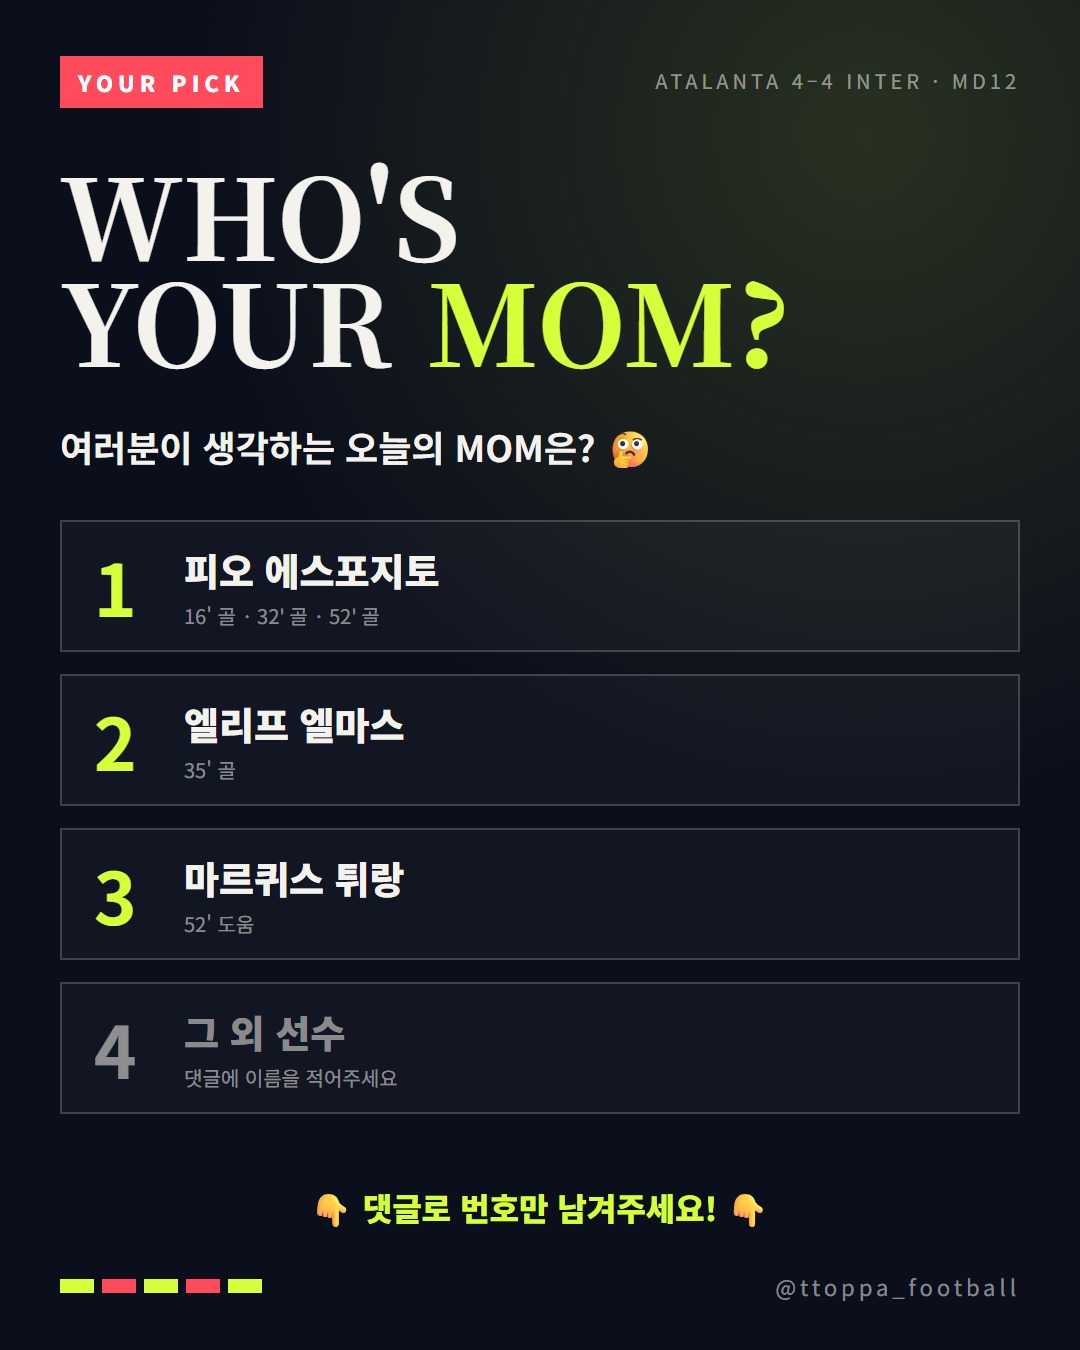 YOUR PICK
ATALANTA 4–4 INTER · MD12
WHO'S
YOUR MOM?
여러분이 생각하는 오늘의 MOM은? 🤔
1
피오 에스포지토
16' 골 · 32' 골 · 52' 골
2
엘리프 엘마스
35' 골
3
마르퀴스 튀랑
52' 도움
4
그 외 선수
댓글에 이름을 적어주세요
👇 댓글로 번호만 남겨주세요! 👇
@ttoppa_football